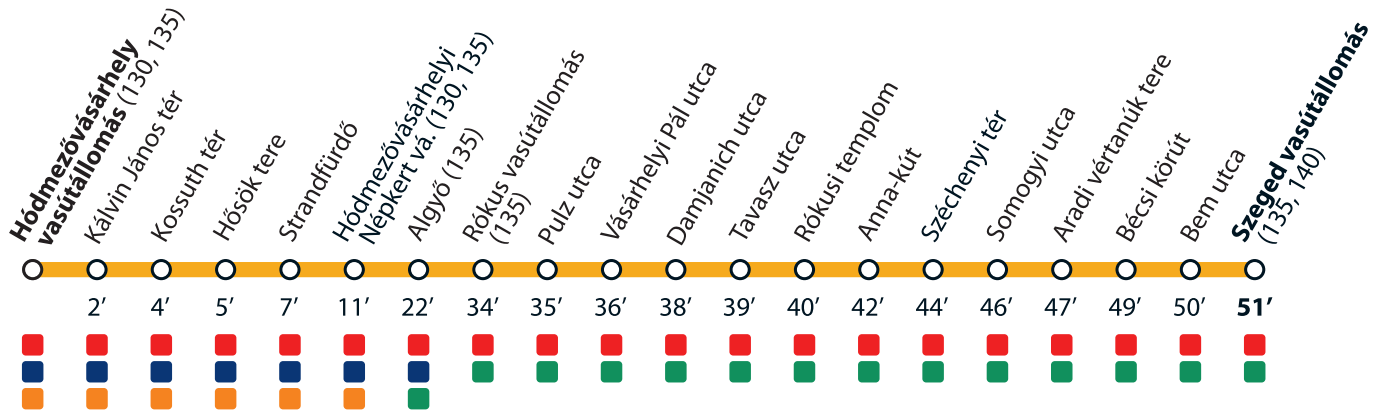 Hódmezővásárhely
vasútállomás (130, 135)
Kálvin János tér
Kossuth tér
Hősök tere
Strandfürdő
Hódmezővásárhelyi
Népkert vá. (130, 135)
Algyő (135)
Rókus vasútállomás
(135)
Pulz utca
Vásárhelyi Pál utca
Damjanich utca
Tavasz utca
Rókusi templom
Anna-kút
Széchenyi tér
Somogyi utca
Aradi vértanúk tere
Bécsi körút
Bem utca
Szeged vasútállomás
(135, 140)
2’ 4’ 5’ 7’ 11’ 22’ 34’ 35’ 36’ 38’ 39’ 40’ 42’ 44’ 46’ 47’ 49’ 50’ 51’